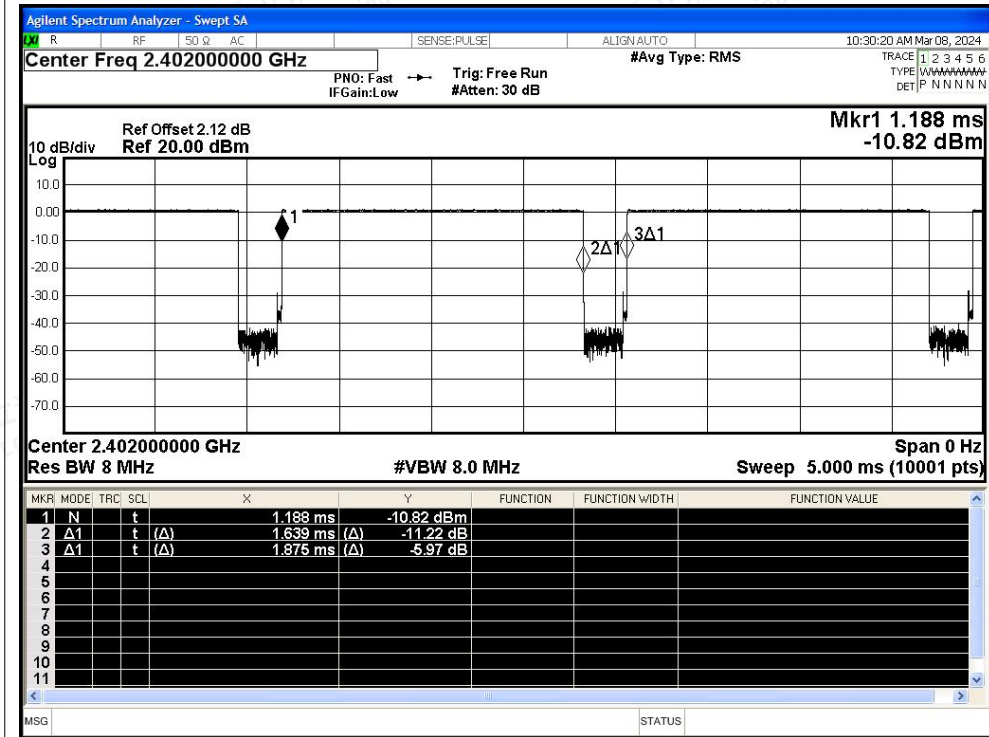 Agilent Spectrum Analyzer - Swept SA
LXI R RF 50 Ω AC SENSE:PULSE ALIGN AUTO 10:30:20 AM Mar 08, 2024
Center Freq 2.402000000 GHz #Avg Type: RMS TRACE 1 2 3 4 5 6
PNO: Fast Trig: Free Run TYPE WWWWWW
IFGain:Low #Atten: 30 dB DET P N N N N N
Mkr1 1.188 ms
Ref Offset 2.12 dB
10 dB/div Ref 20.00 dBm -10.82 dBm
Log
10.0
0.00
1
-10.0
2Δ1
3Δ1
-20.0
-30.0
-40.0
-50.0
-60.0
-70.0
Center 2.402000000 GHz Span 0 Hz
Res BW 8 MHz #VBW 8.0 MHz Sweep 5.000 ms (10001 pts)
MKR MODE TRC SCL X Y FUNCTION FUNCTION WIDTH FUNCTION VALUE
1 N t 1.188 ms -10.82 dBm
2 Δ1 t (Δ) 1.639 ms (Δ) -11.22 dB
3 Δ1 t (Δ) 1.875 ms (Δ) -5.97 dB
4
5
6
7
8
9
10
11
MSG STATUS